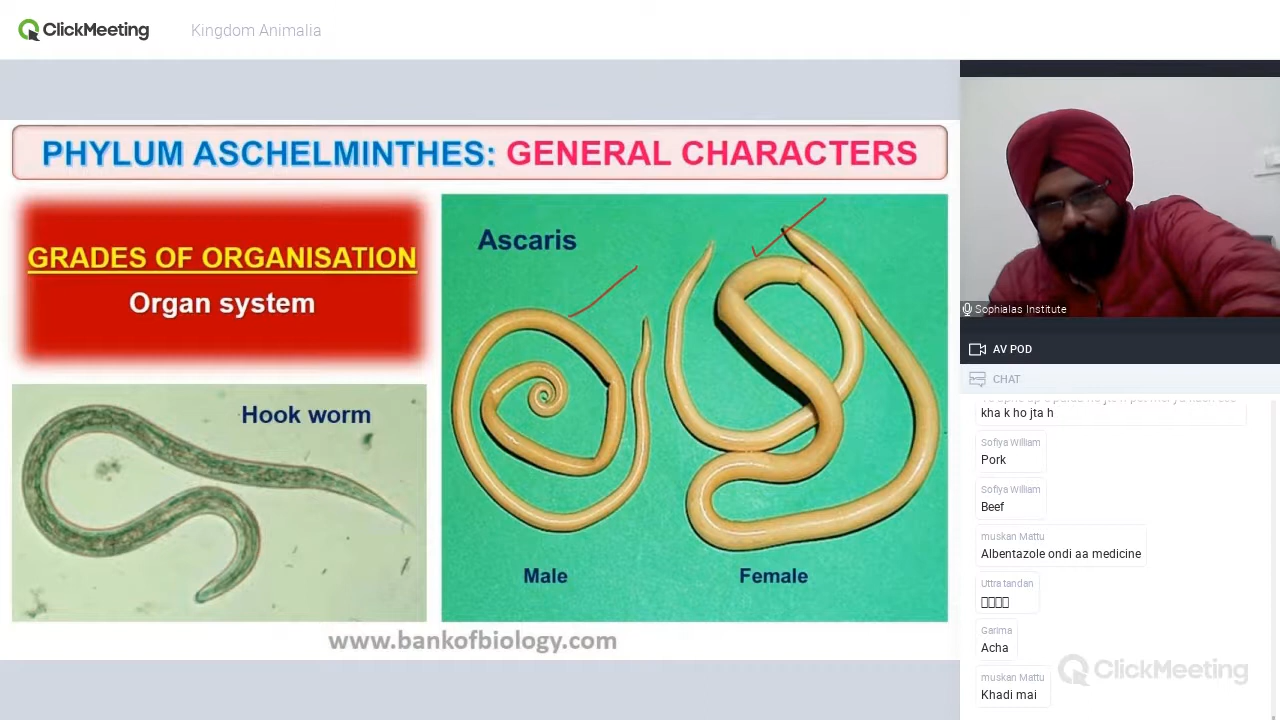 ClickMeeting
Kingdom Animalia
PHYLUM ASCHELMINTHES: GENERAL CHARACTERS
GRADES OF ORGANISATION
Organ system
Hook worm
Ascaris
Male
Female
www.bankofbiology.com
Sophialas Institute
AV POD
CHAT
kha k ho jta h
Sofiya William
Pork
Sofiya William
Beef
muskan Mattu
Albentazole ondi aa medicine
Uttra tandan
Garima
Acha
muskan Mattu
Khadi mai
ClickMeeting